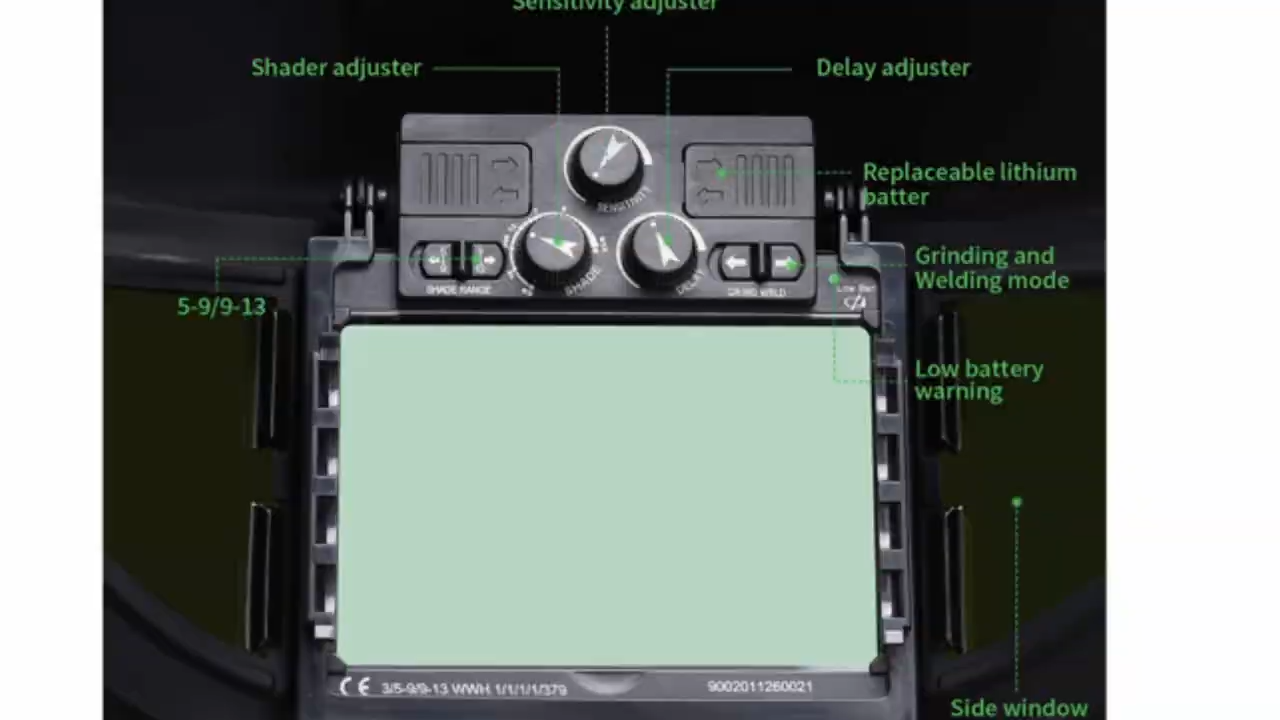 Sensitivity adjuster
Shader adjuster
Delay adjuster
Replaceable lithium
batter
SENSITIVITY
Grinding and
Welding mode
SHADE
DELAY
SHADE RANGE
GRIND WELD
Low Batt
5-9/9-13
Low battery
warning
CE 3/5-9/9-13 WWH 1/1/1/1/379
9002011260021
Side window